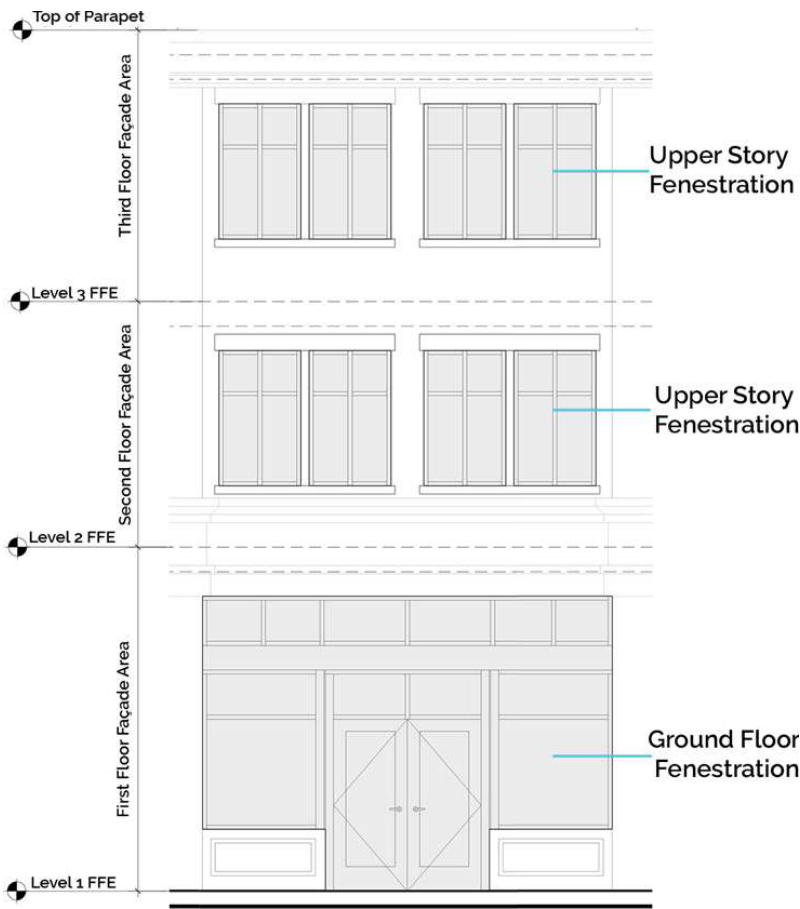 Top of Parapet
Third Floor Façade Area
Upper Story
Fenestration
Level 3 FFE
Second Floor Façade Area
Upper Story
Fenestration
Level 2 FFE
First Floor Façade Area
Ground Floor
Fenestration
Level 1 FFE